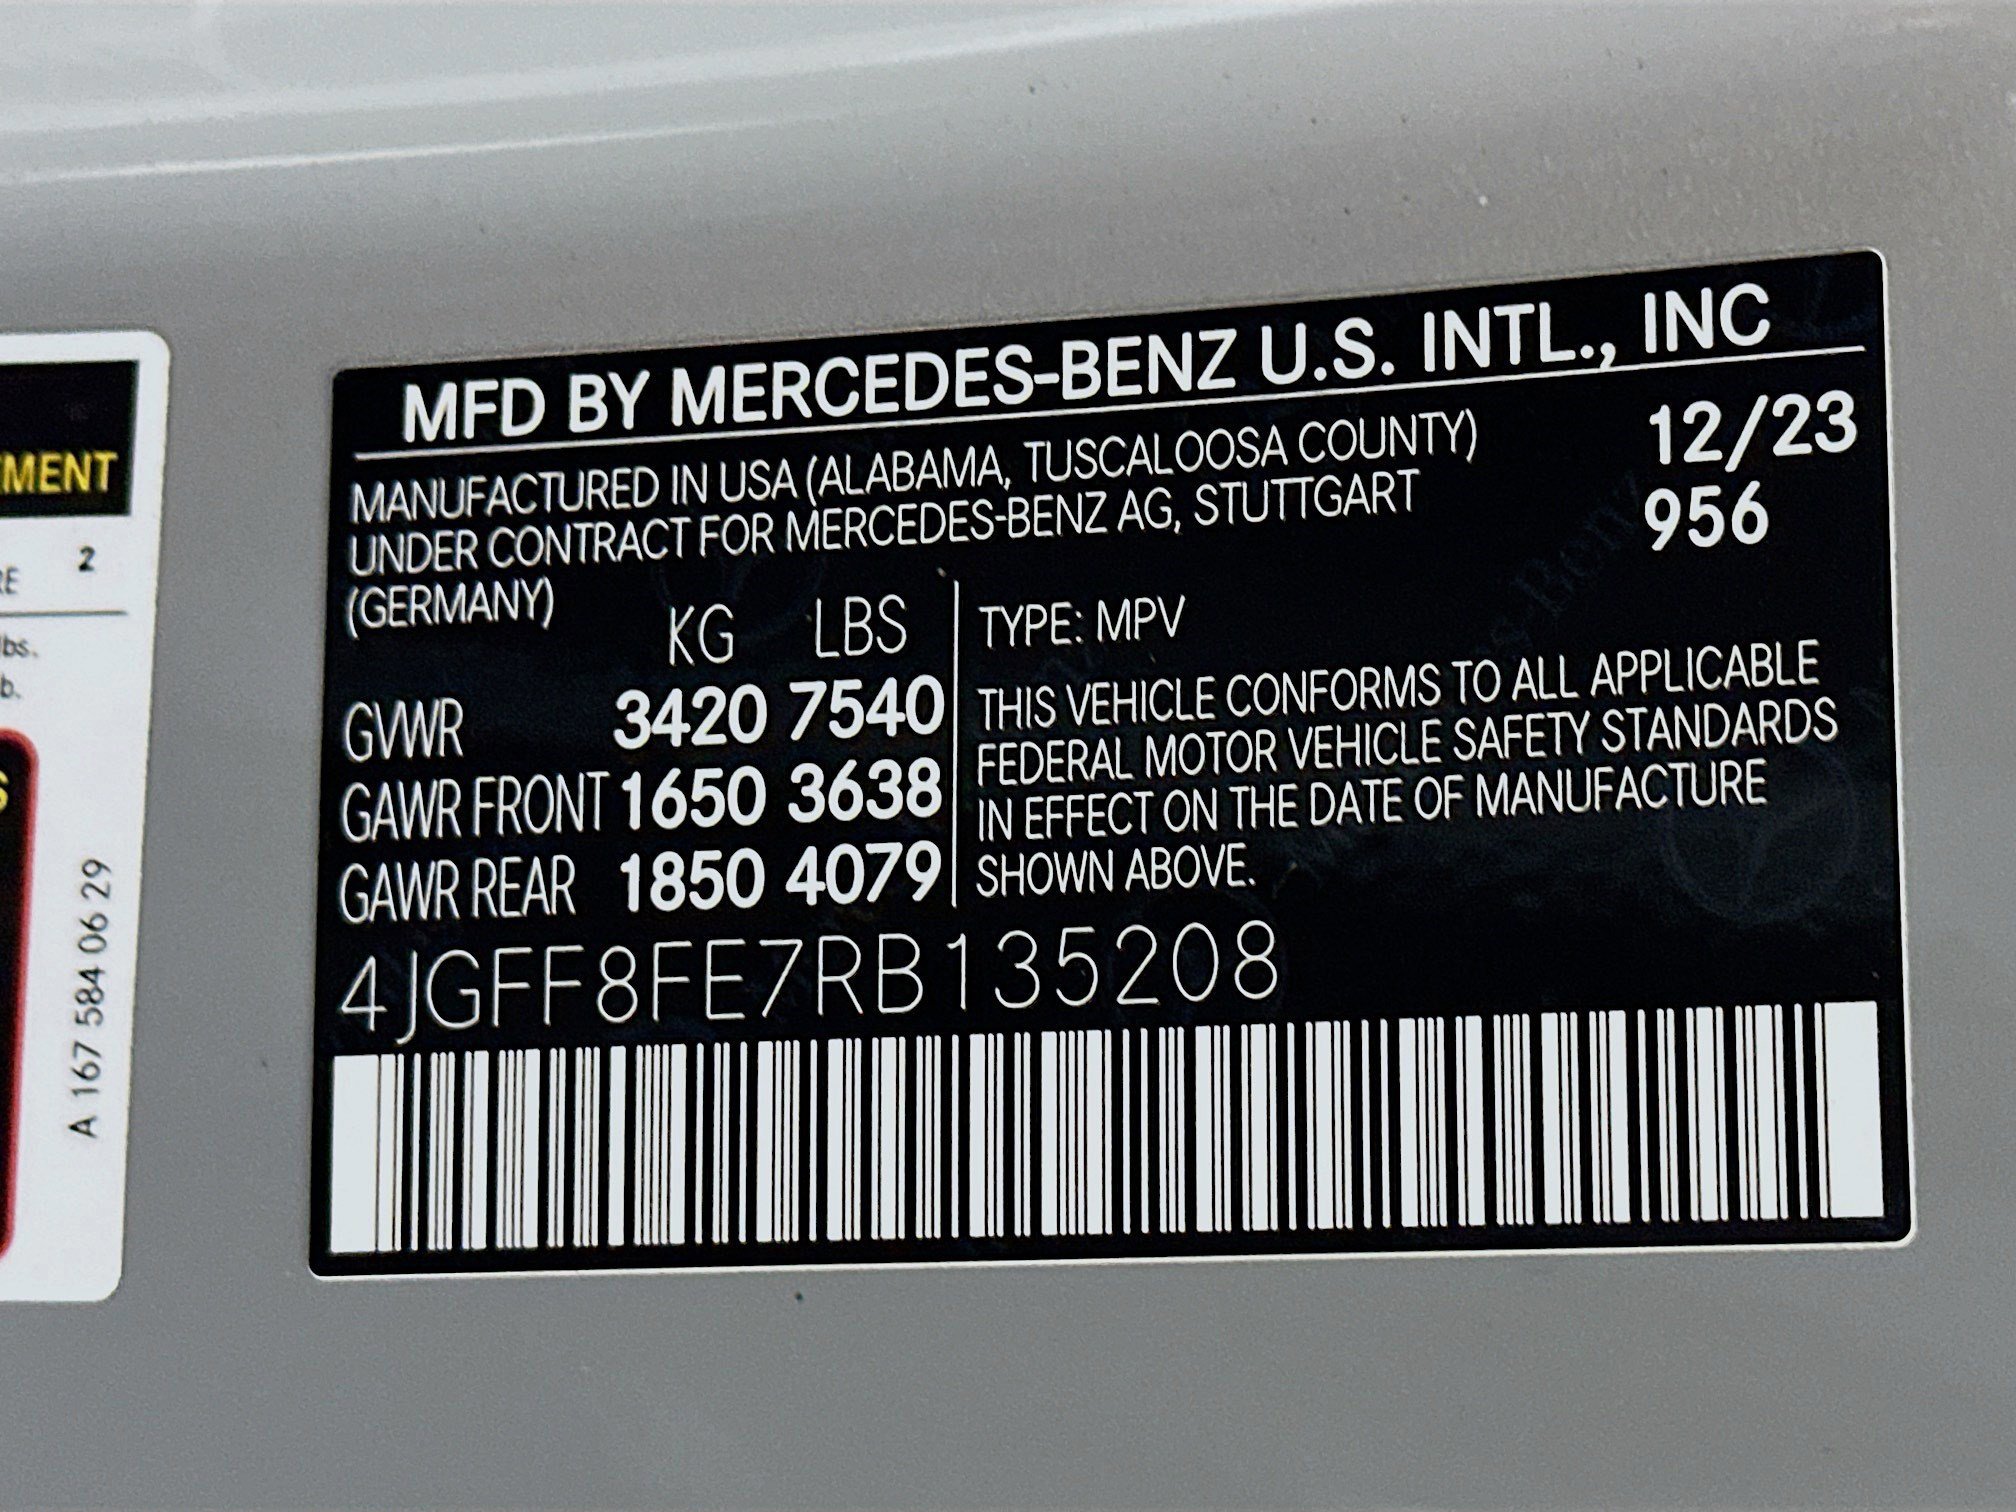 MFD BY MERCEDES-BENZ U.S. INTL., INC
MANUFACTURED IN USA (ALABAMA, TUSCALOOSA COUNTY)
UNDER CONTRACT FOR MERCEDES-BENZ AG, STUTTGART
(GERMANY)
12/23
956
KG LBS
GVWR 3420 7540
GAWR FRONT 1650 3638
GAWR REAR 1850 4079
TYPE: MPV
THIS VEHICLE CONFORMS TO ALL APPLICABLE
FEDERAL MOTOR VEHICLE SAFETY STANDARDS
IN EFFECT ON THE DATE OF MANUFACTURE
SHOWN ABOVE.
4JGFF8FE7RB135208
EMENT
RE 2
lbs.
b.
S
A 167 584 06 29